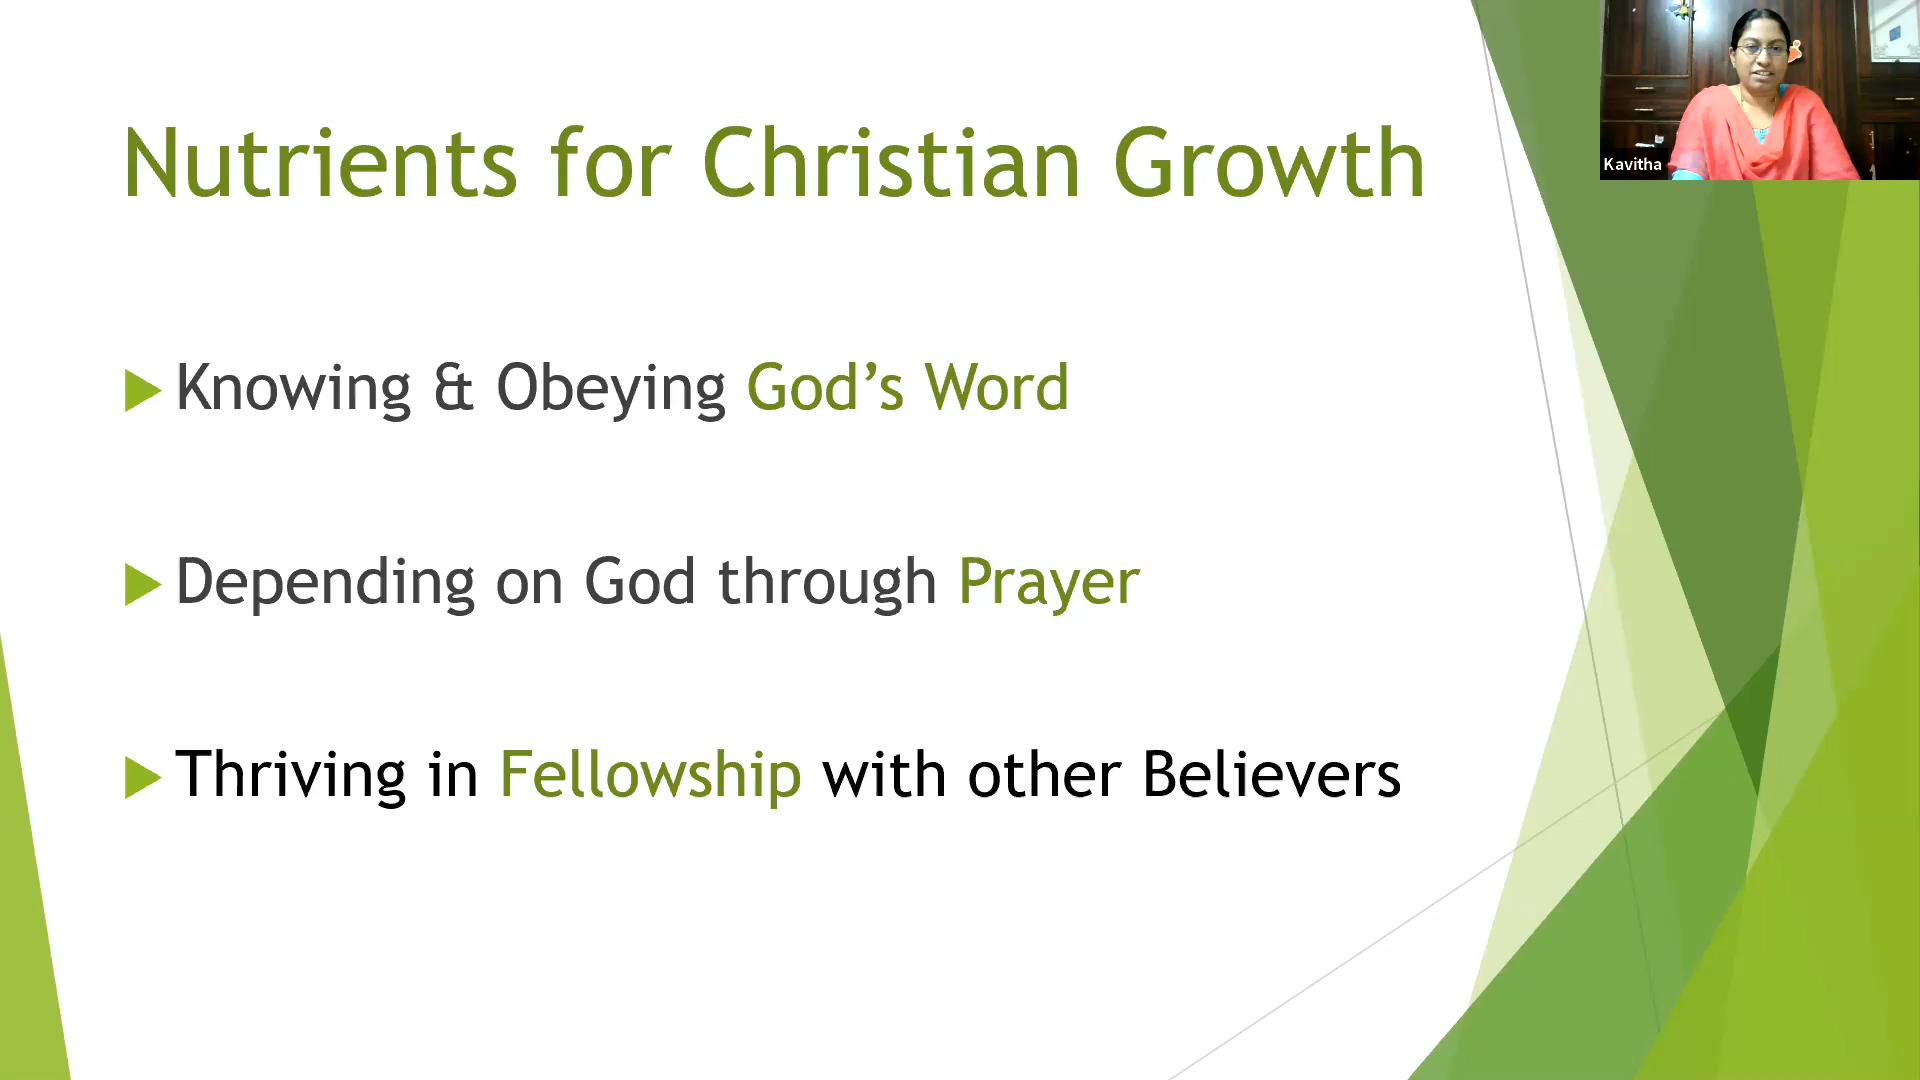 Nutrients for Christian Growth
Kavitha
Knowing & Obeying God’s Word
Depending on God through Prayer
Thriving in Fellowship with other Believers